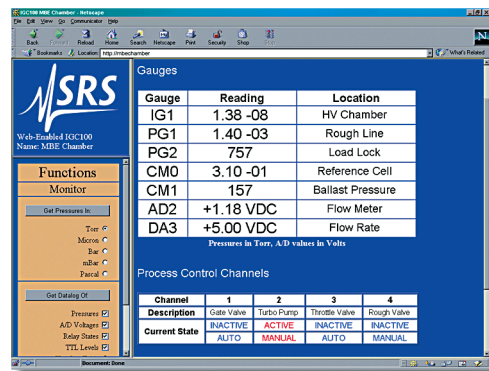 IGC100 MBE Chamber - Netscape
File Edit View Go Communicator Help
Back Forward Reload Home Search Netscape Print Security Shop Stop
N
Bookmarks Location: http://mbechamber What's Related
SRS
Web-Enabled IGC100
Name: MBE Chamber
Functions
Monitor
Get Pressures In:
Torr
Micron
Bar
mBar
Pascal
Get Datalog Of
Pressures
A/D Voltages
Relay States
TTL Levels
Gauges
Gauge Reading Location
IG1 1.38 -08 HV Chamber
PG1 1.40 -03 Rough Line
PG2 757 Load Lock
CM0 3.10 -01 Reference Cell
CM1 157 Ballast Pressure
AD2 +1.18 VDC Flow Meter
DA3 +5.00 VDC Flow Rate
Pressures in Torr, A/D values in Volts
Process Control Channels
Channel 1 2 3 4
Description Gate Valve Turbo Pump Throttle Valve Rough Valve
Current State INACTIVE ACTIVE INACTIVE INACTIVE
AUTO MANUAL AUTO MANUAL
Document: Done